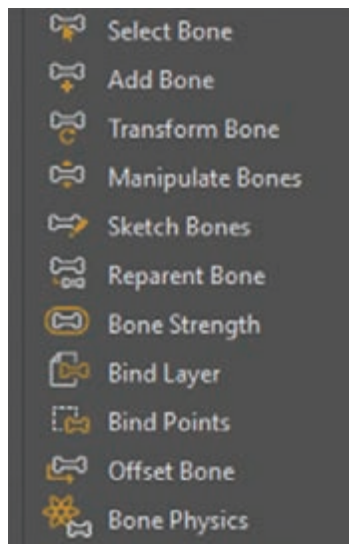 Select Bone
Add Bone
Transform Bone
Manipulate Bones
Sketch Bones
Reparent Bone
Bone Strength
Bind Layer
Bind Points
Offset Bone
Bone Physics